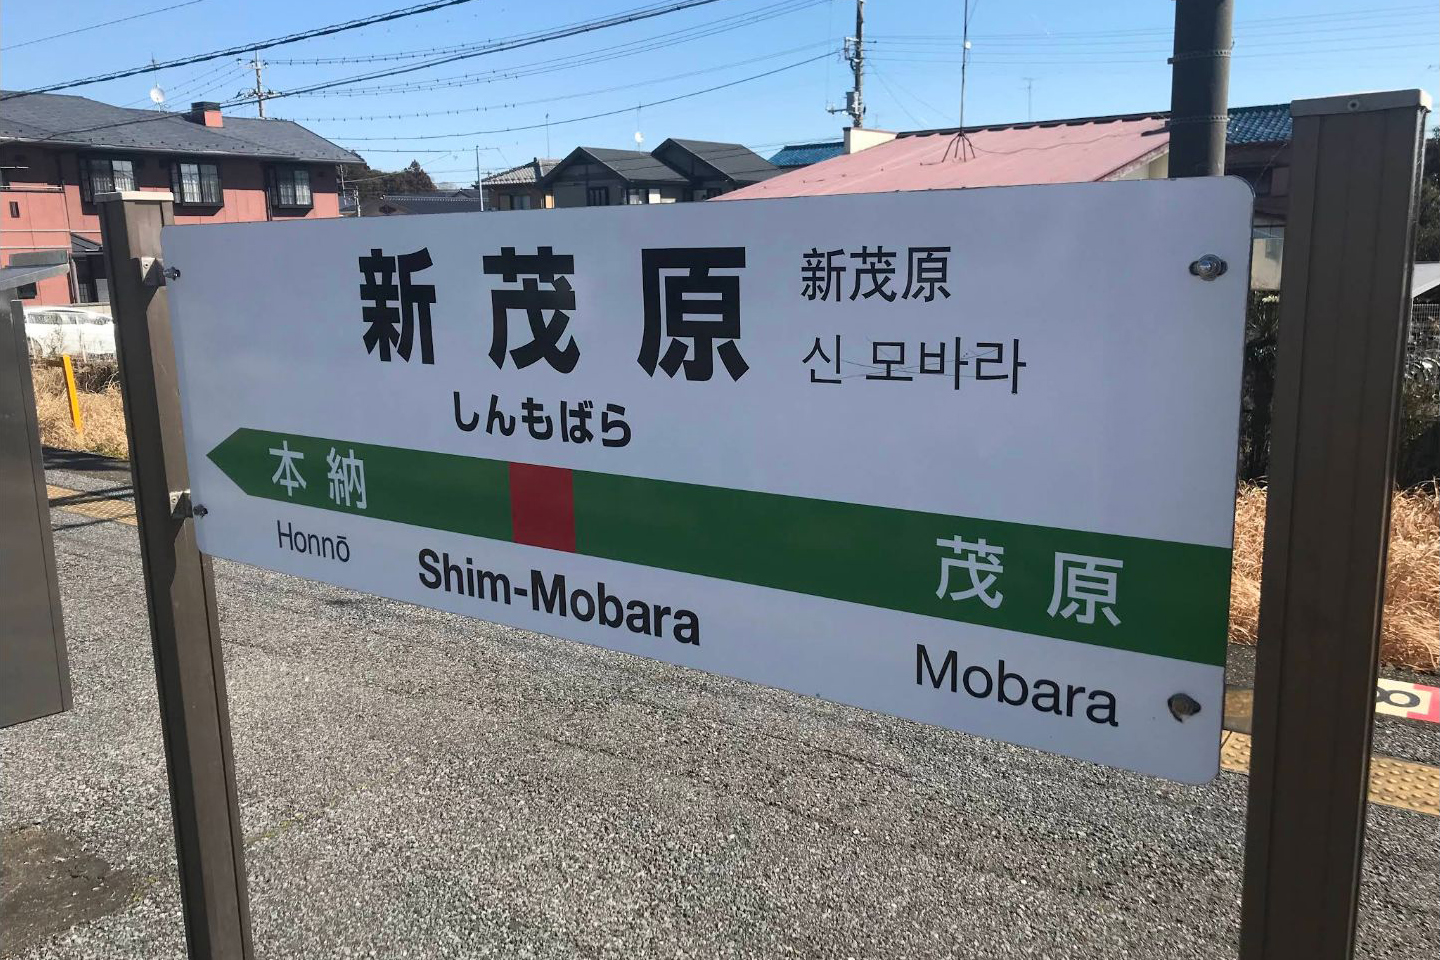 新茂原
新茂原
신 모바라
しんもばら
本納
茂原
Honnō
Shim-Mobara
Mobara